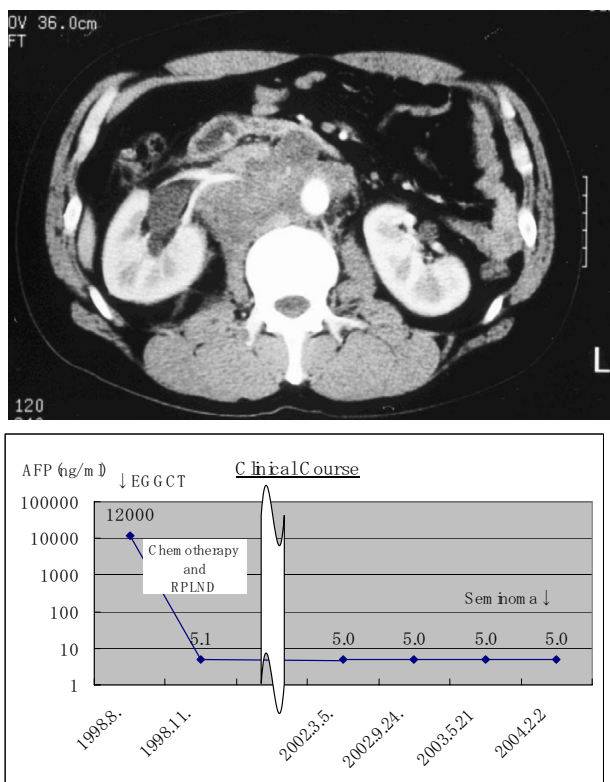 OV 36.0cm
FT
L
120
AFP (ng/ml)
↓EGGCT
Clinical Course
100000
10000
1000
100
10
1
12000
Chemotherapy
and
RPLND
Seminoma↓
5.1
5.0
5.0
5.0
5.0
1998.8.
1998.11.
2002.3.5.
2002.9.24.
2003.5.21
2004.2.2